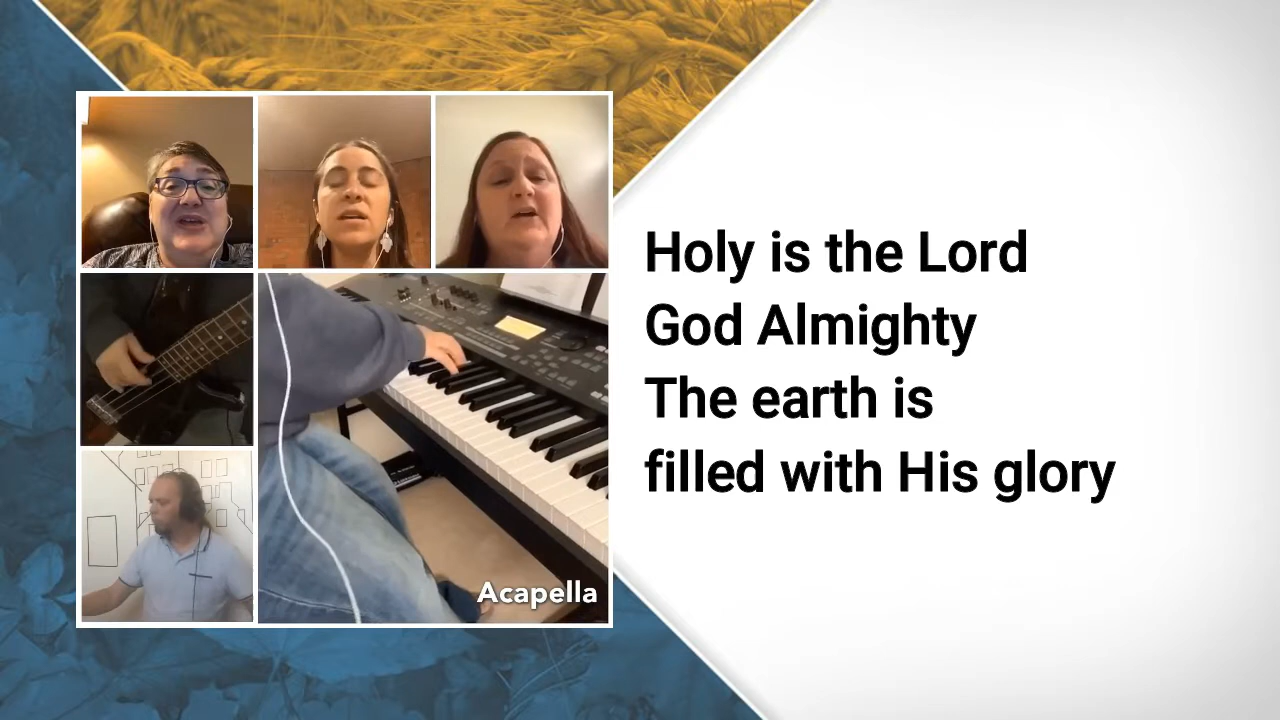 Holy is the Lord
God Almighty
The earth is
filled with His glory
Acapella